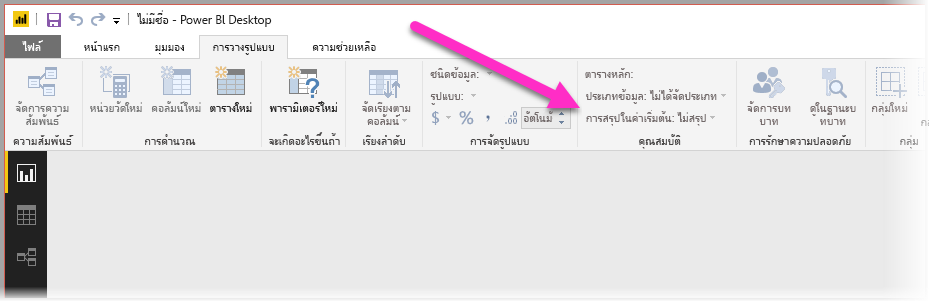 ไม่มีชื่อ - Power BI Desktop
ไฟล์ หน้าแรก มุมมอง การวางรูปแบบ ความช่วยเหลือ
จัดการความ
สัมพันธ์
ความสัมพันธ์
หน่วยวัดใหม่ คอลัมน์ใหม่ ตารางใหม่
การคำนวณ
พารามิเตอร์ใหม่
จะเกิดอะไรขึ้นถ้า
จัดเรียงตาม
คอลัมน์
เรียงลำดับ
ชนิดข้อมูล:
รูปแบบ:
$ % , .00 อัตโนมั
การจัดรูปแบบ
ตารางหลัก:
ประเภทข้อมูล: ไม่ได้จัดประเภท
การสรุปในค่าเริ่มต้น: ไม่สรุป
คุณสมบัติ
จัดการบท
บาท
ดูในฐานะบ
ทบาท
การรักษาความปลอดภัย
กลุ่มใหม่
กลุ่ม